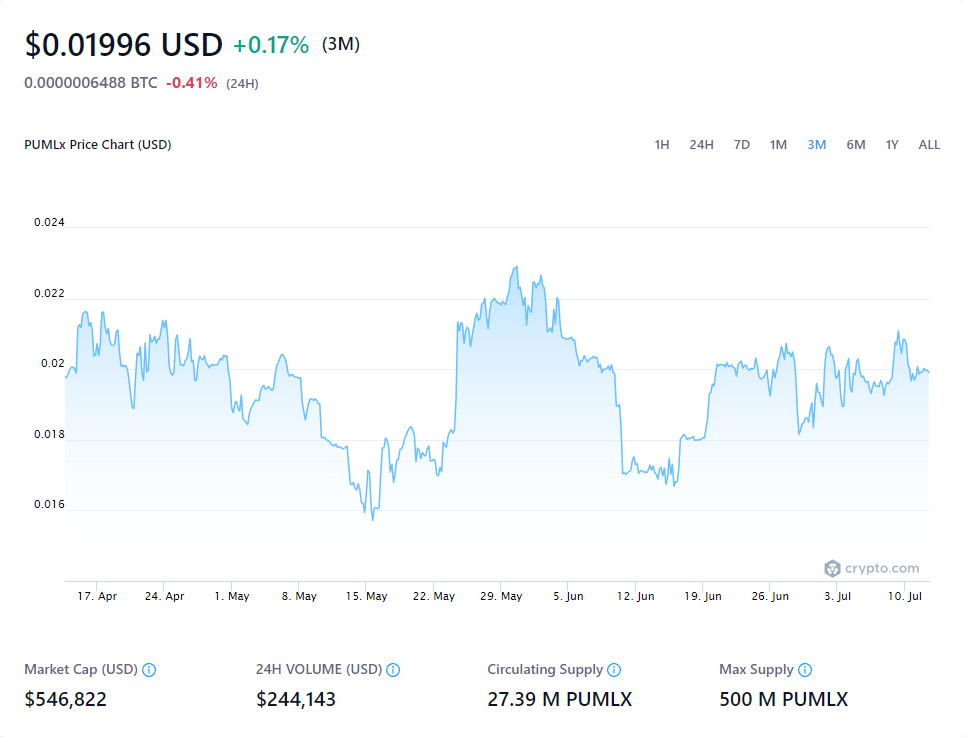 $0.01996 USD +0.17% (3M)
0.0000006488 BTC -0.41% (24H)
PUMLx Price Chart (USD) 1H 24H 7D 1M 3M 6M 1Y ALL
0.024
0.022
0.02
0.018
0.016
crypto.com
17. Apr 24. Apr 1. May 8. May 15. May 22. May 29. May 5. Jun 12. Jun 19. Jun 26. Jun 3. Jul 10. Jul
Market Cap (USD) 24H VOLUME (USD) Circulating Supply Max Supply
$546,822 $244,143 27.39 M PUMLX 500 M PUMLX